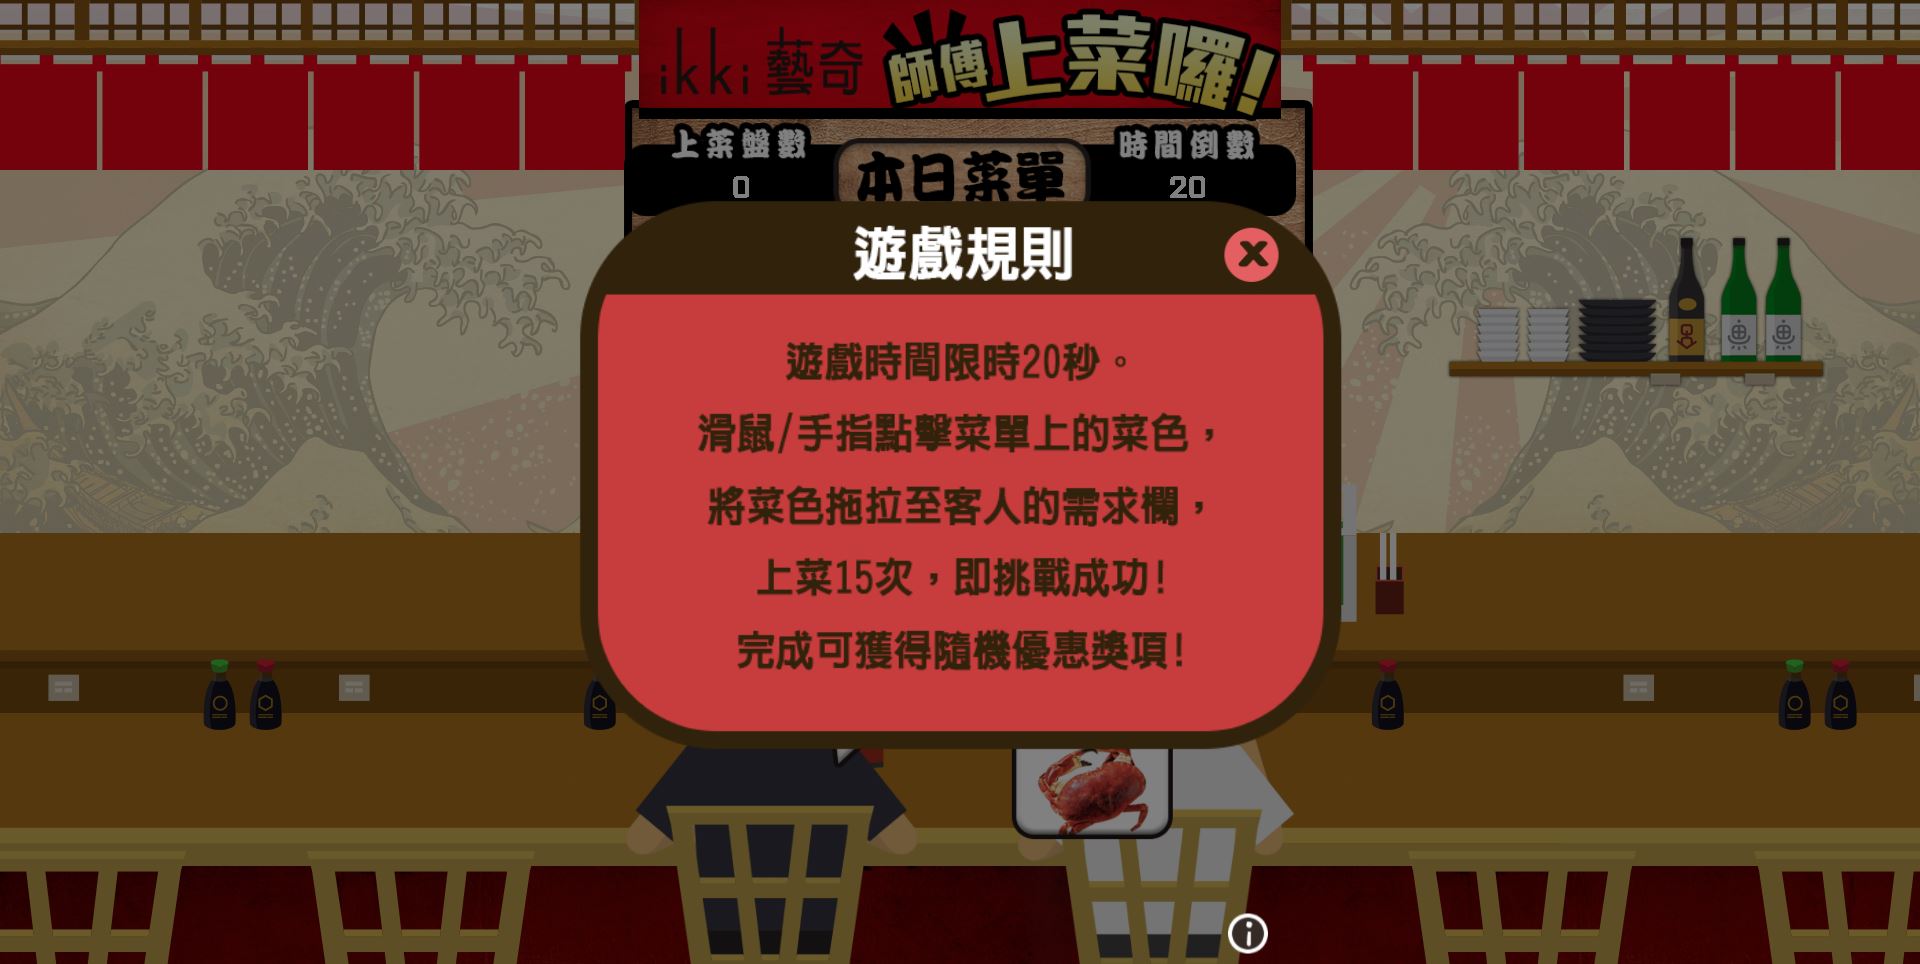 ikki 藝奇 師傅上菜囉!
上菜盤數
0
本日菜單
時間倒數
20
遊戲規則
遊戲時間限時20秒。
滑鼠/手指點擊菜單上的菜色,
將菜色拖拉至客人的需求欄,
上菜15次,即挑戰成功!
完成可獲得隨機優惠獎項!